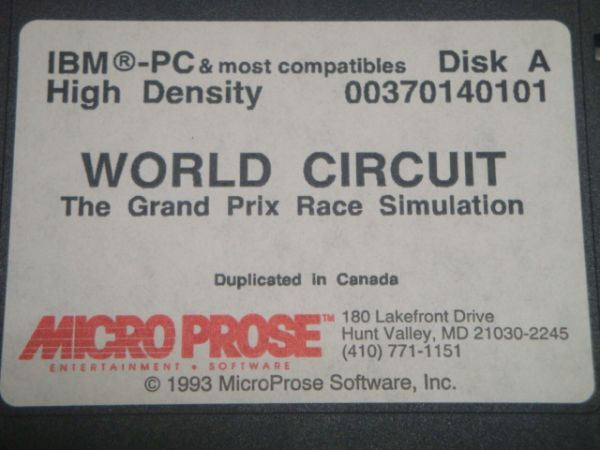 IBM®-PC & most compatibles Disk A
High Density 00370140101
WORLD CIRCUIT
The Grand Prix Race Simulation
Duplicated in Canada
MICRO PROSE™
ENTERTAINMENT • SOFTWARE
180 Lakefront Drive
Hunt Valley, MD 21030-2245
(410) 771-1151
© 1993 MicroProse Software, Inc.